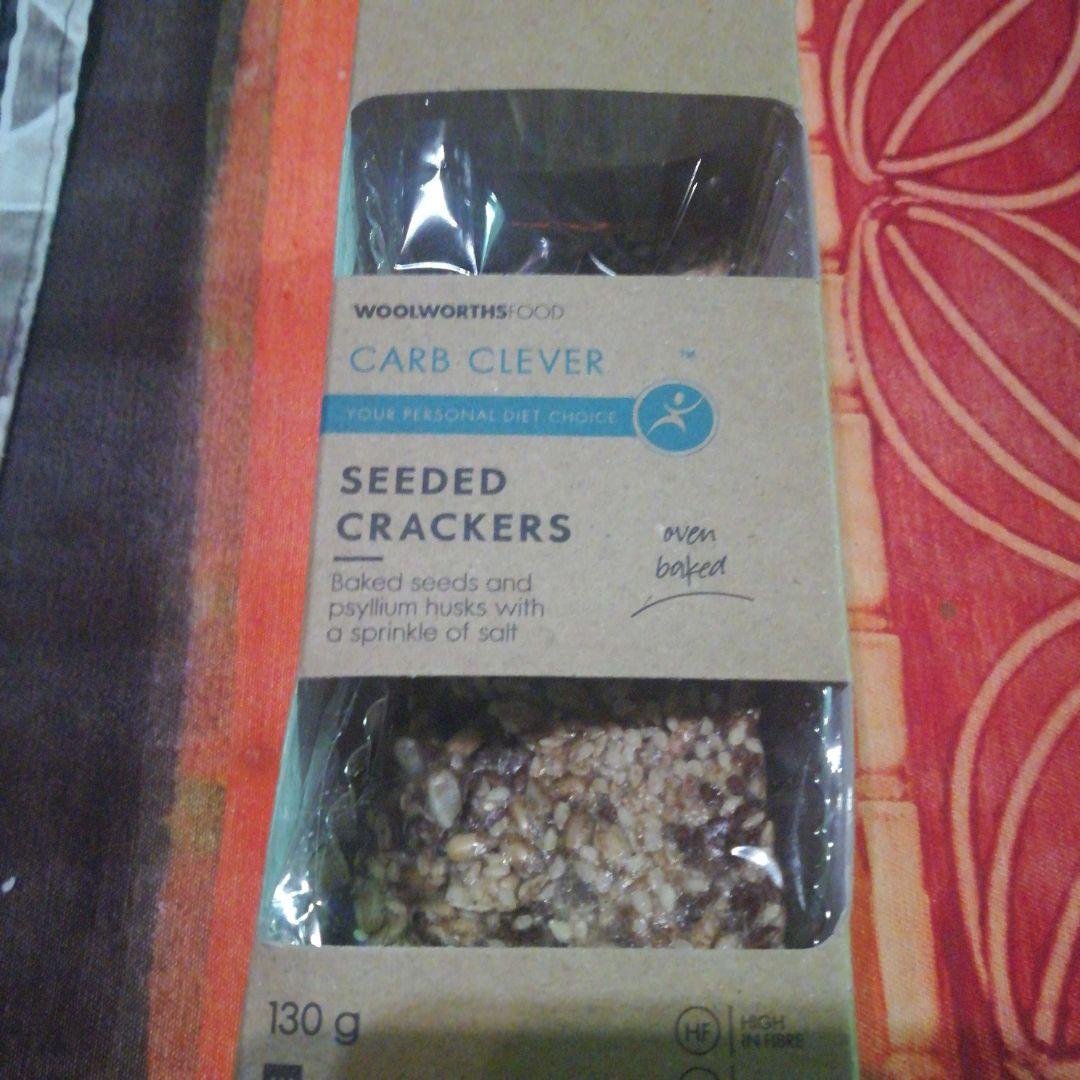 WOOLWORTHSFOOD
CARB CLEVER ™
YOUR PERSONAL DIET CHOICE
SEEDED
CRACKERS
oven
baked
Baked seeds and
psyllium husks with
a sprinkle of salt
130 g
HF HIGH
IN FIBRE